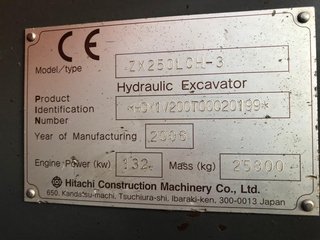 CE
Model/type ZX250LCH-3
Hydraulic Excavator
Product
Identification
Number
Year of Manufacturing 2006
Engine Power (kw) 132 Mass (kg)
Hitachi Construction Machinery Co., Ltd.
650, Kandatsu-machi, Tsuchiura-shi, Ibaraki-ken, 300-0013 Japan